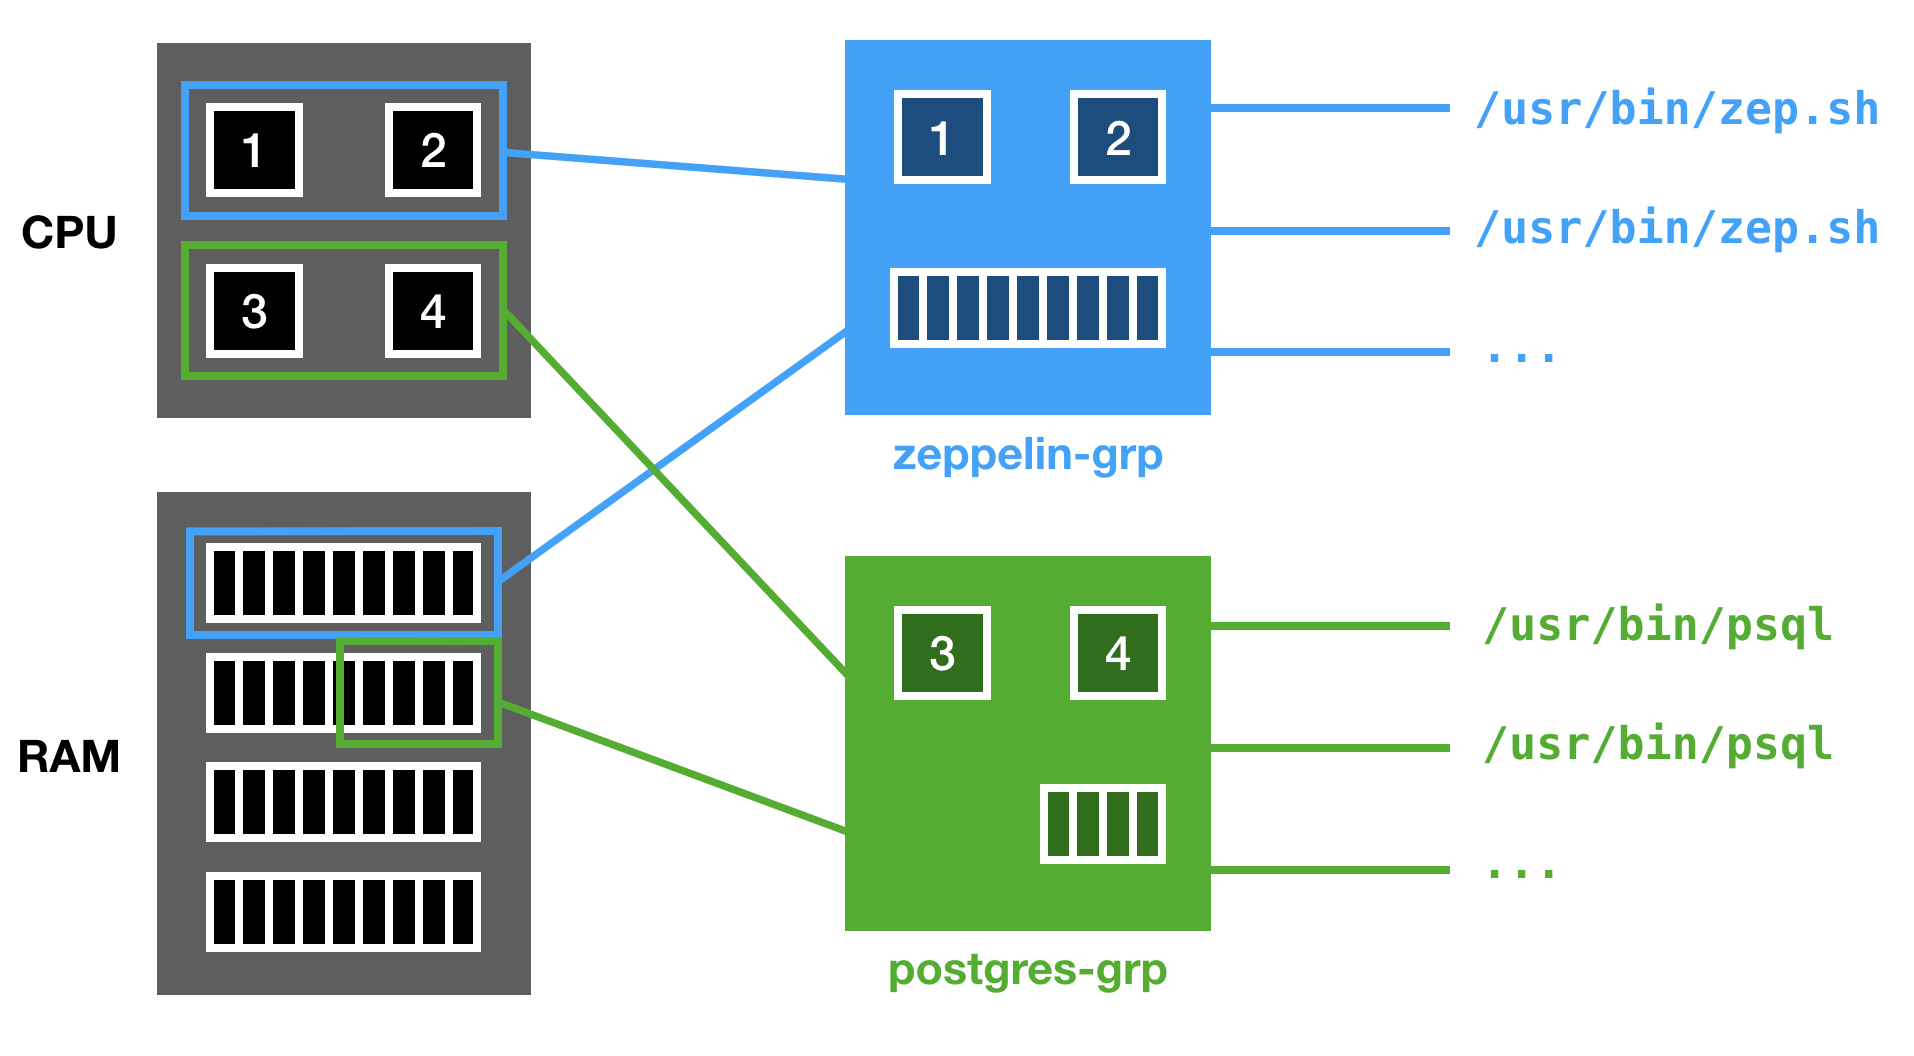 CPU
1
2
3
4
RAM
1
2
zeppelin-grp
/usr/bin/zep.sh
/usr/bin/zep.sh
...
3
4
postgres-grp
/usr/bin/psql
/usr/bin/psql
...